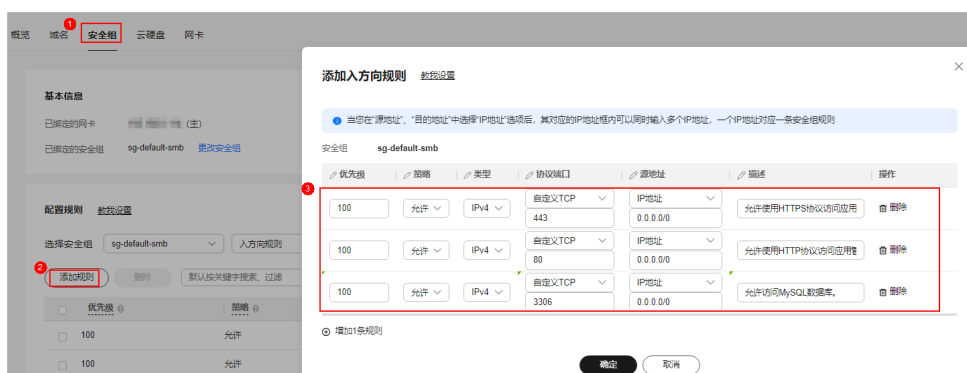 概览 域名 安全组 云硬盘 网卡
1
基本信息
已绑定的网卡 (主)
已绑定的安全组 sg-default-smb 更改安全组
配置规则 教我设置
选择安全组 sg-default-smb 入方向规则
2
添加规则 删除 默认按关键字搜索、过滤
优先级 策略
100 允许
100 允许
添加入方向规则 教我设置
当您在“源地址”、“目的地址”中选择“IP地址”选项后，其对应的IP地址框内可以同时输入多个IP地址，一个IP地址对应一条安全组规则
安全组 sg-default-smb
优先级 策略 类型 协议端口 源地址 描述 操作
3
100 允许 IPv4 自定义TCP IP地址 允许使用HTTPS协议访问应用 删除
443 0.0.0.0/0
100 允许 IPv4 自定义TCP IP地址 允许使用HTTP协议访问应用 删除
80 0.0.0.0/0
100 允许 IPv4 自定义TCP IP地址 允许访问MySQL数据库。 删除
3306 0.0.0.0/0
增加1条规则
确定 取消